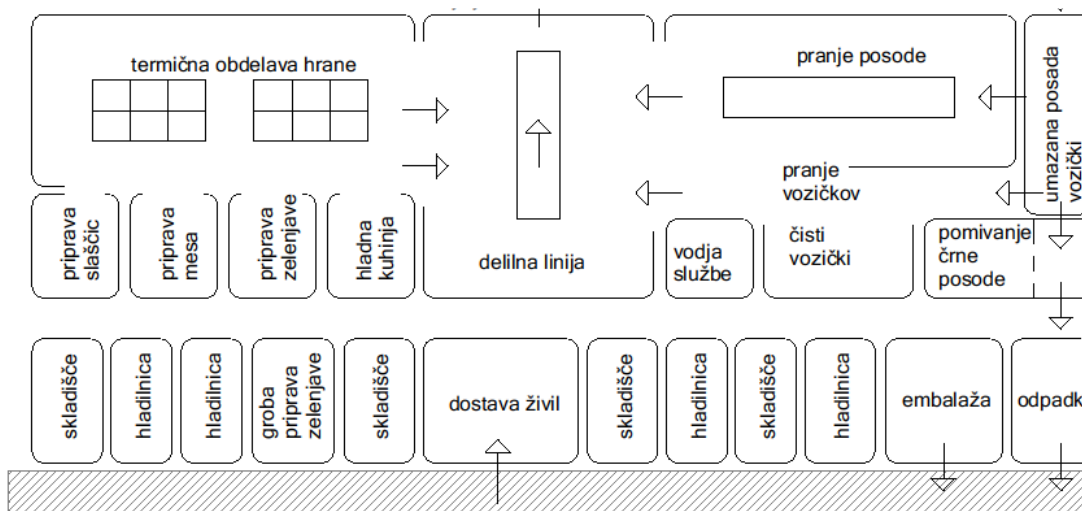 termična obdelava hrane
pranje posode
umazana posada
vozički
pranje
vozičkov
priprava
slaščic
priprava
mesa
priprava
zelenjave
hladna
kuhinja
delilna linija
vodja
službe
čisti
vozički
pomivanje
črne
posode
skladišče
hladilnica
hladilnica
groba
priprava
zelenjave
skladišče
dostava živil
skladišče
hladilnica
skladišče
hladilnica
embalaža
odpadk